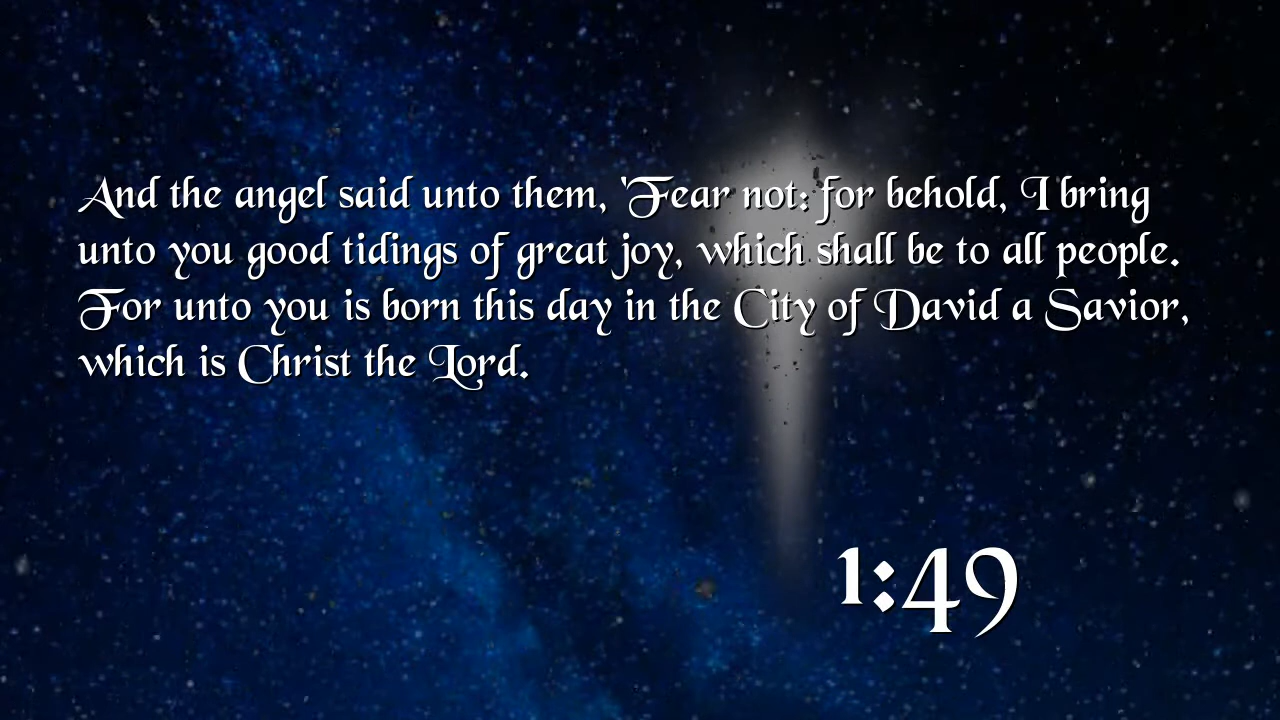 And the angel said unto them, 'Fear not: for behold, I bring
unto you good tidings of great joy, which shall be to all people.
For unto you is born this day in the City of David a Savior,
which is Christ the Lord.
1:49